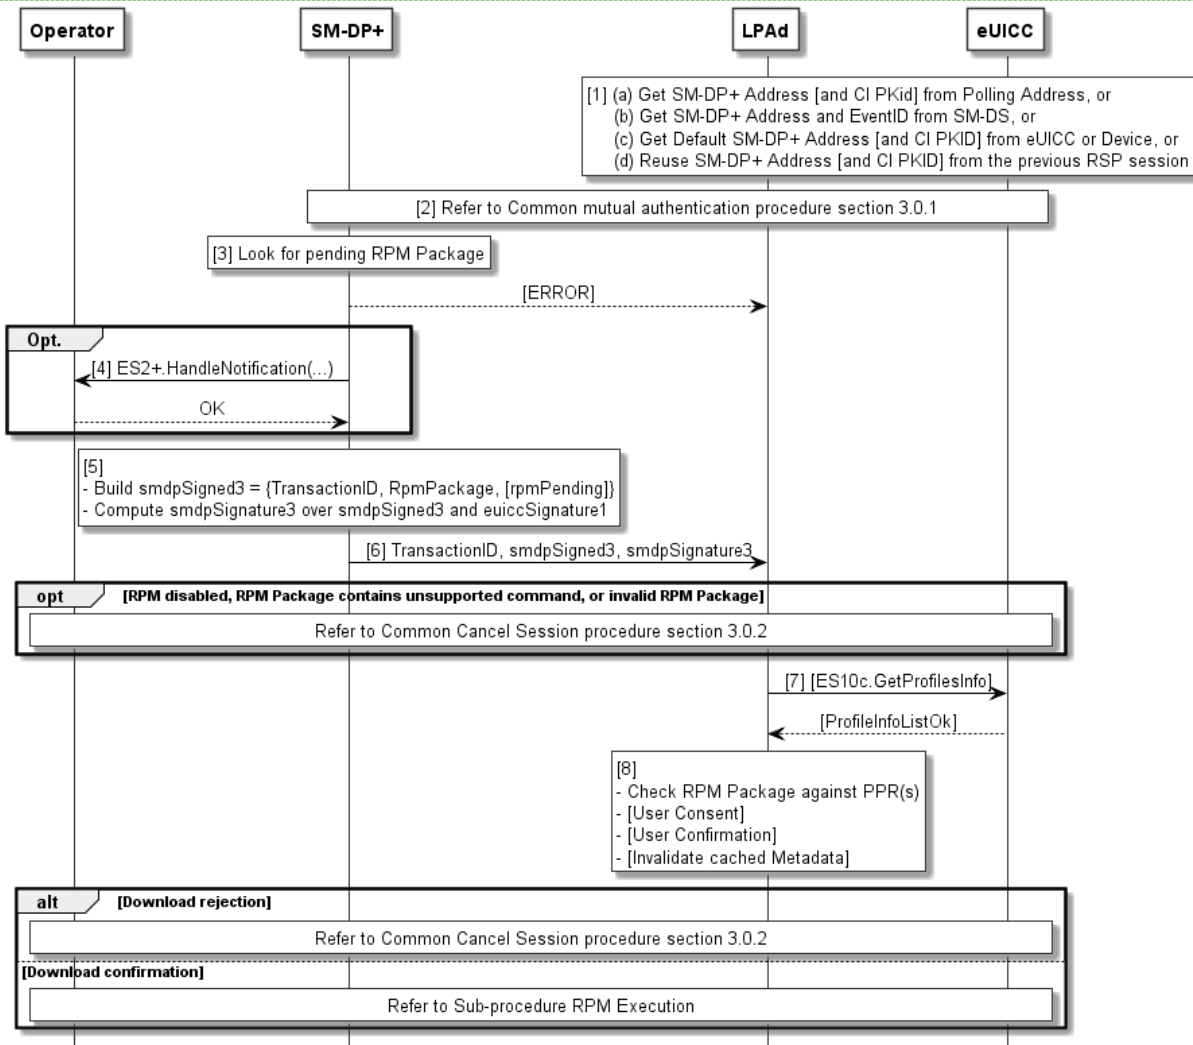 Operator
SM-DP+
LPAd
eUICC
[1] (a) Get SM-DP+ Address [and CI PKid] from Polling Address, or
(b) Get SM-DP+ Address and EventID from SM-DS, or
(c) Get Default SM-DP+ Address [and CI PKID] from eUICC or Device, or
(d) Reuse SM-DP+ Address [and CI PKID] from the previous RSP session
[2] Refer to Common mutual authentication procedure section 3.0.1
[3] Look for pending RPM Package
[ERROR]
Opt.
[4] ES2+.HandleNotification(...)
OK
[5]
- Build smdpSigned3 = {TransactionID, RpmPackage, [rpmPending]}
- Compute smdpSignature3 over smdpSigned3 and euiccSignature1
[6] TransactionID, smdpSigned3, smdpSignature3
opt [RPM disabled, RPM Package contains unsupported command, or invalid RPM Package]
Refer to Common Cancel Session procedure section 3.0.2
[7] [ES10c.GetProfilesInfo]
[ProfileInfoListOk]
[8]
- Check RPM Package against PPR(s)
- [User Consent]
- [User Confirmation]
- [Invalidate cached Metadata]
alt [Download rejection]
Refer to Common Cancel Session procedure section 3.0.2
[Download confirmation]
Refer to Sub-procedure RPM Execution